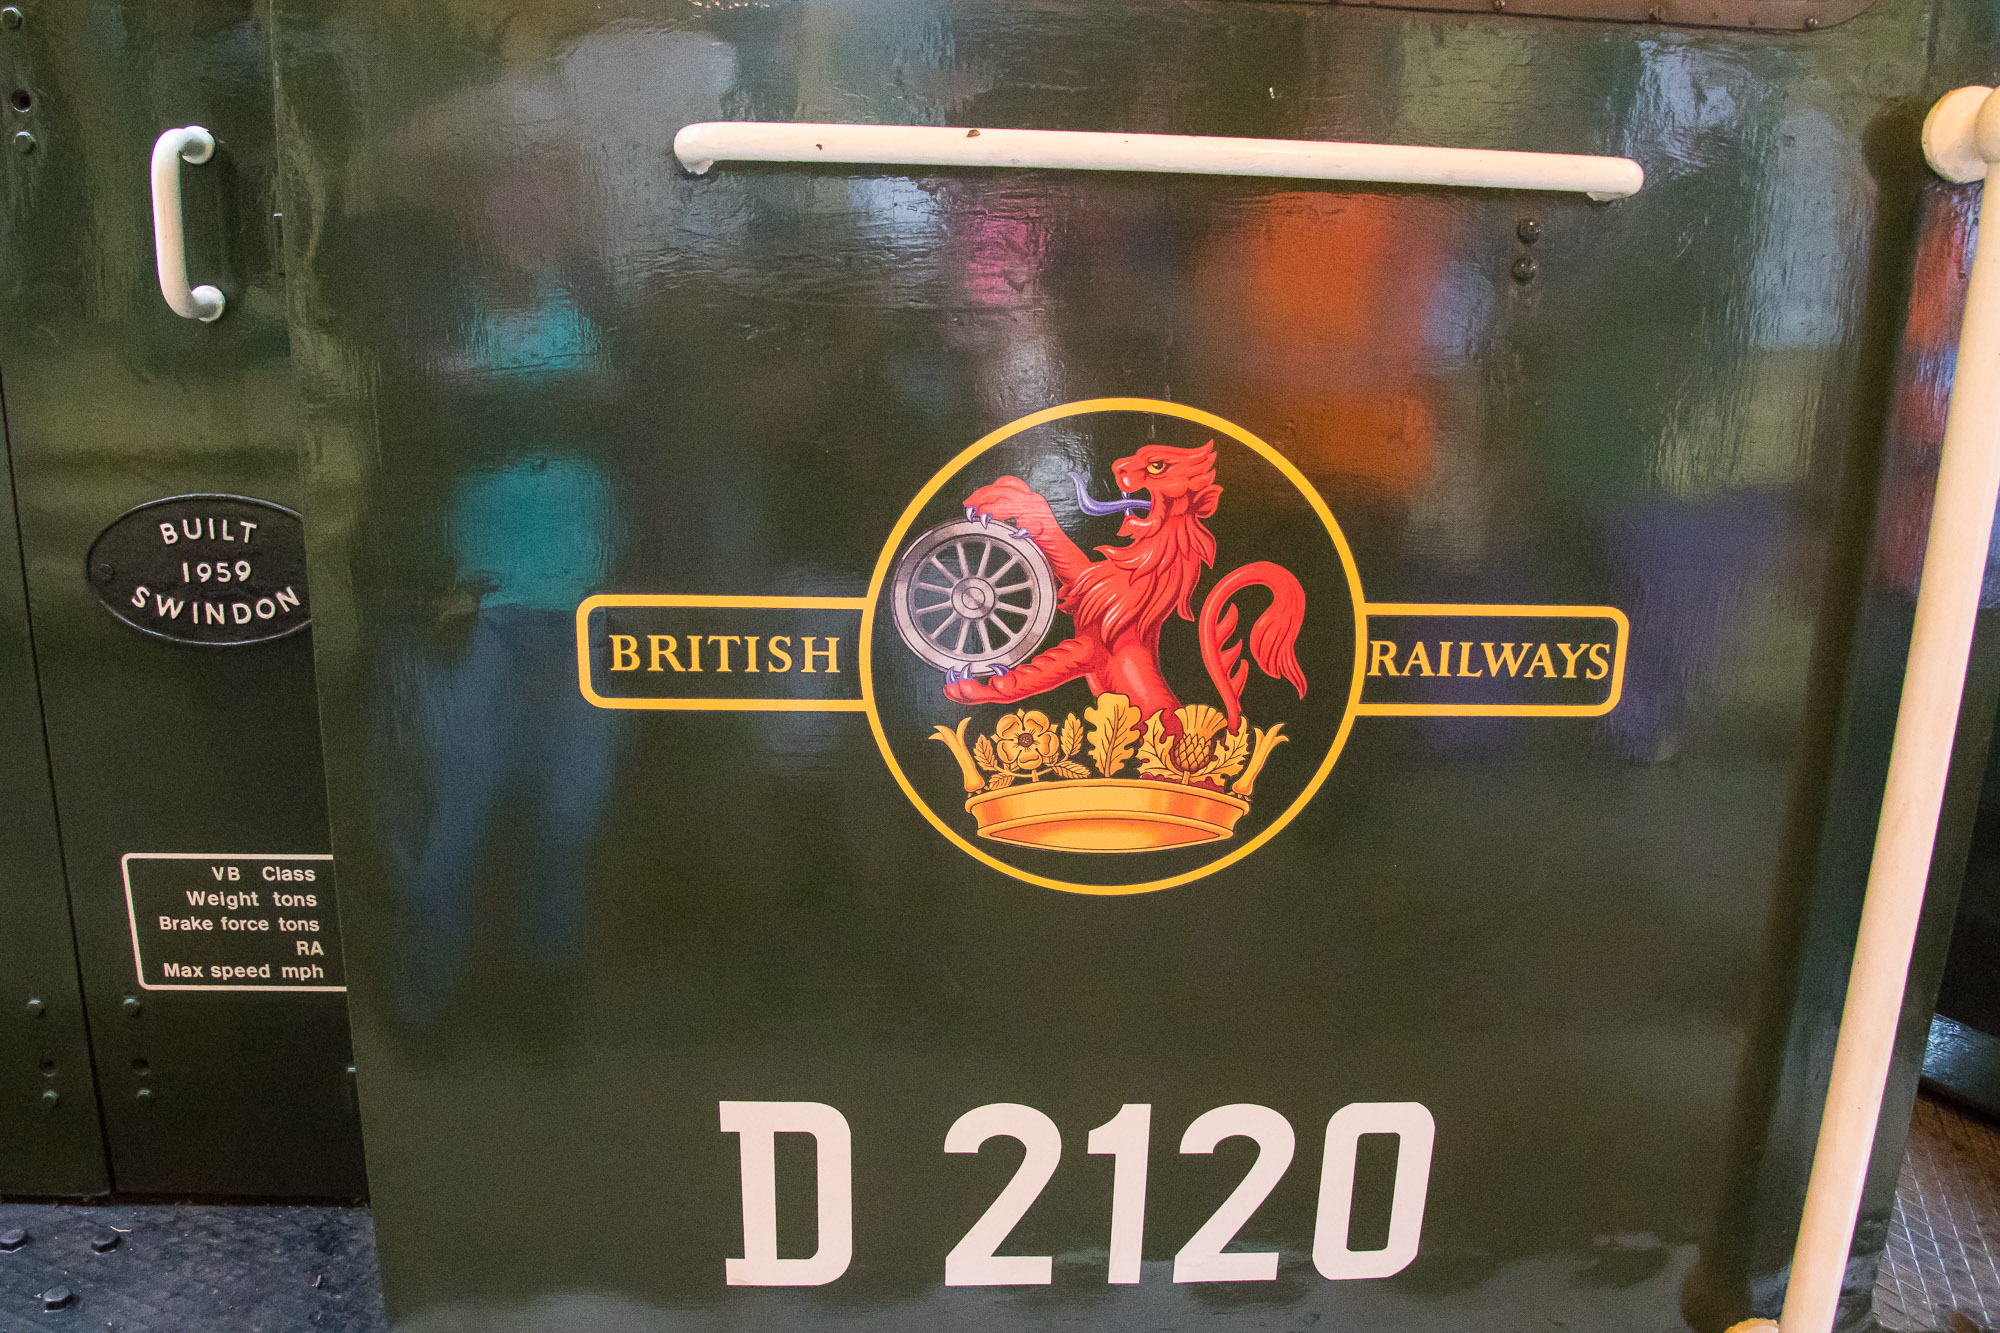 BUILT
1959
SWINDON
VB Class
Weight tons
Brake force tons
RA
Max speed mph
BRITISH
RAILWAYS
D 2120